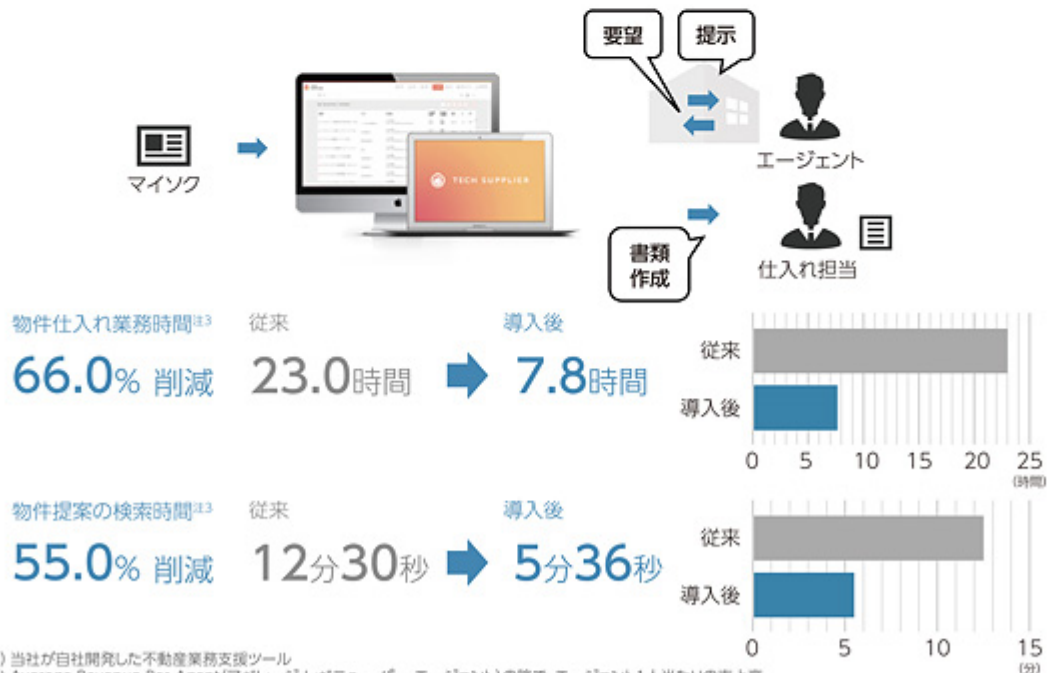 要望
提示
マイソク
TECH SUPPLIER
エージェント
書類
作成
仕入れ担当
物件仕入れ業務時間注3 従来 導入後
66.0% 削減 23.0時間 7.8時間
従来
導入後
0 5 10 15 20 25
(時間)
物件提案の検索時間注3 従来 導入後
55.0% 削減 12分30秒 5分36秒
従来
導入後
0 5 10 15
(分)
) 当社が自社開発した不動産業務支援ツール